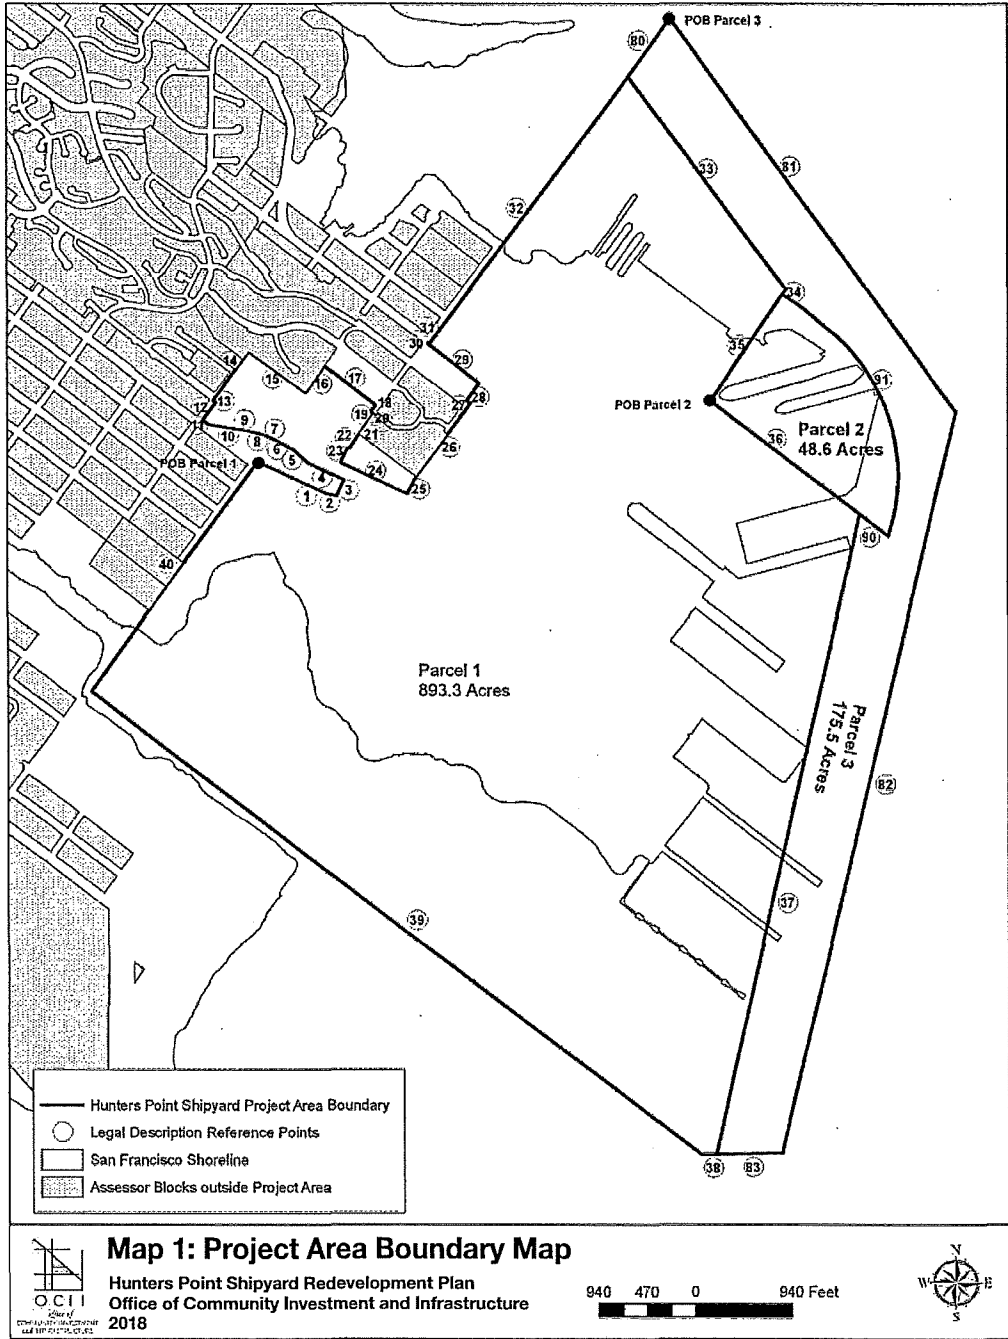 POB Parcel 3
80
33
81
32
34
31
30
35
29
14
15
16
17
91
28
POB Parcel 2
13
12
18
27
19
20
11
9
7
10
8
21
22
26
Parcel 2
48.6 Acres
36
6
23
POB Parcel 1
5
24
4
25
3
1
2
90
40
Parcel 1
893.3 Acres
Parcel 3
175.5 Acres
82
37
39
38
83
Hunters Point Shipyard Project Area Boundary
Legal Description Reference Points
San Francisco Shoreline
Assessor Blocks outside Project Area
Map 1: Project Area Boundary Map
Hunters Point Shipyard Redevelopment Plan
Office of Community Investment and Infrastructure
2018
940 470 0 940 Feet
N
W E
S
OCII
Office of